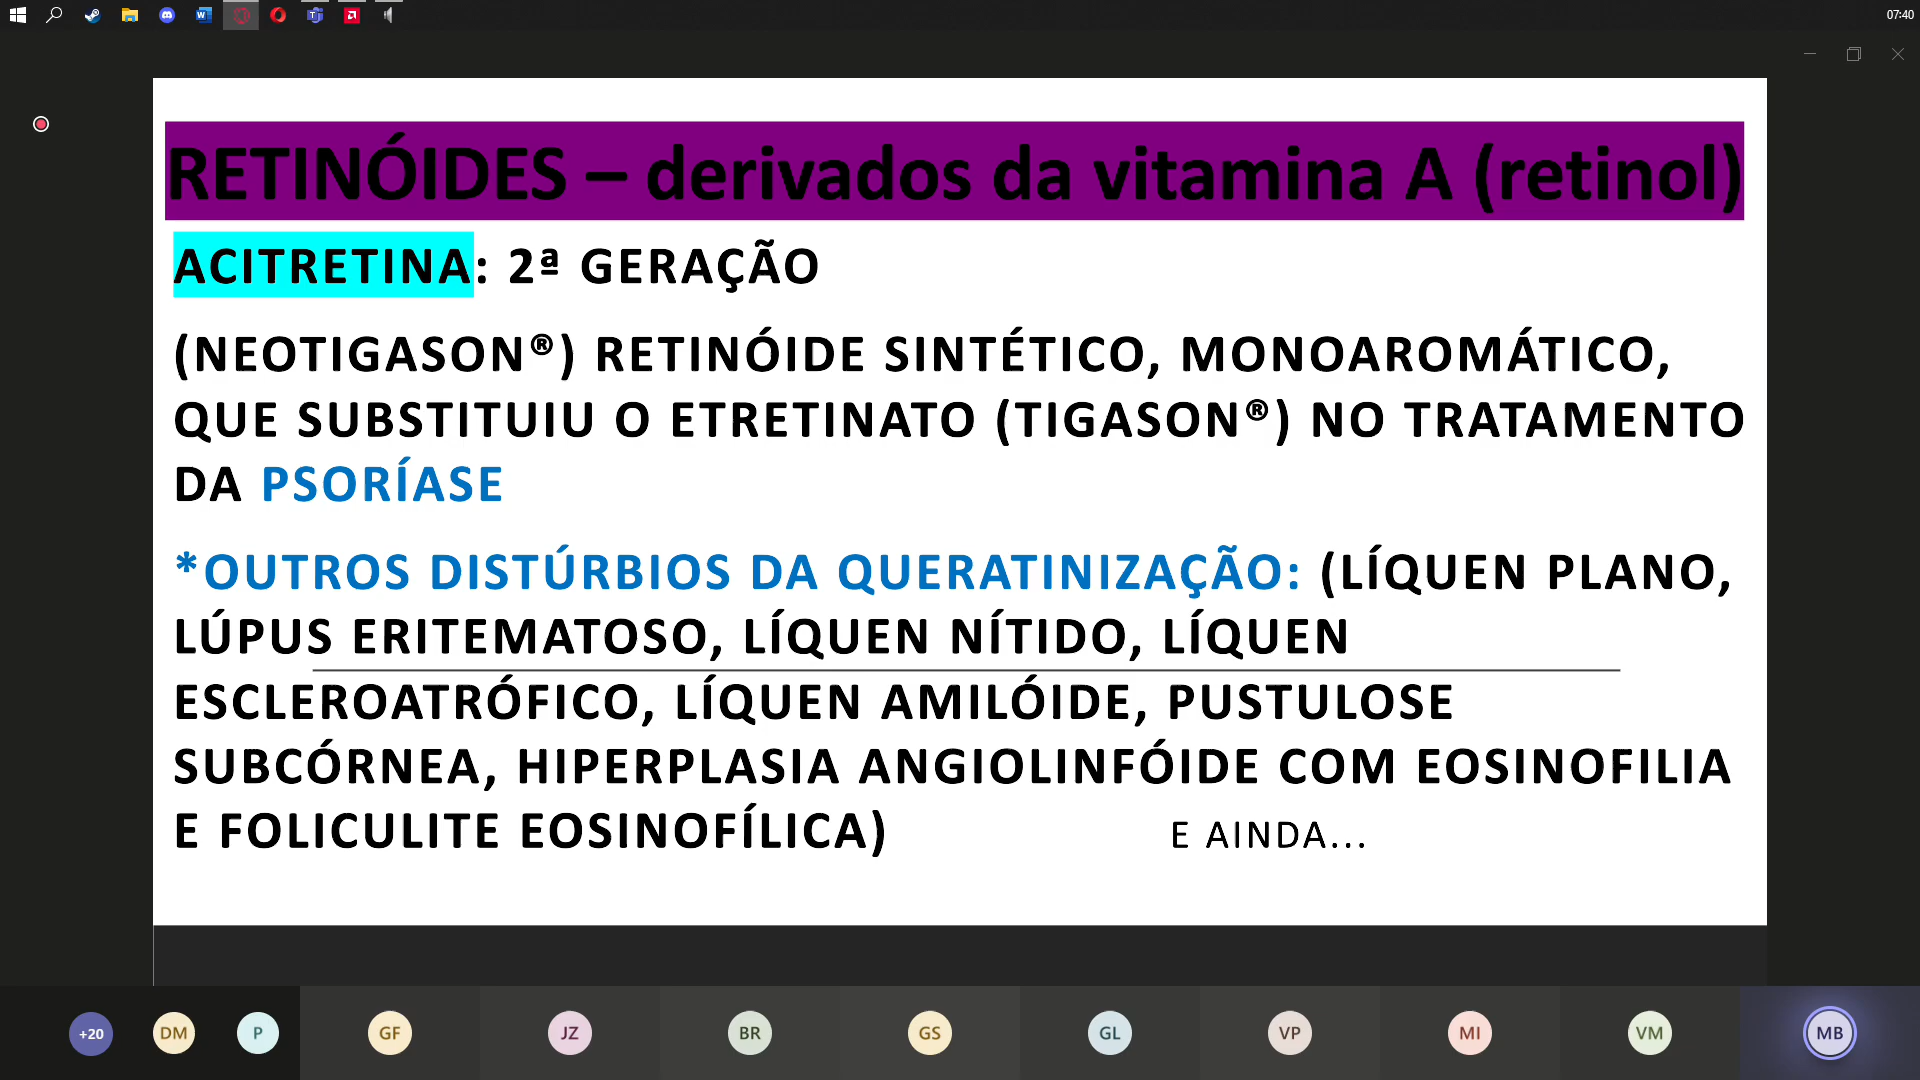 07:40
RETINÓIDES – derivados da vitamina A (retinol)
ACITRETINA: 2ª GERAÇÃO
(NEOTIGASON®) RETINÓIDE SINTÉTICO, MONOAROMÁTICO,
QUE SUBSTITUIU O ETRETINATO (TIGASON®) NO TRATAMENTO
DA PSORÍASE
*OUTROS DISTÚRBIOS DA QUERATINIZAÇÃO: (LÍQUEN PLANO,
LÚPUS ERITEMATOSO, LÍQUEN NÍTIDO, LÍQUEN
ESCLEROATRÓFICO, LÍQUEN AMILÓIDE, PUSTULOSE
SUBCÓRNEA, HIPERPLASIA ANGIOLINFÓIDE COM EOSINOFILIA
E FOLICULITE EOSINOFÍLICA) E AINDA...
+20 DM P GF JZ BR GS GL VP MI VM MB